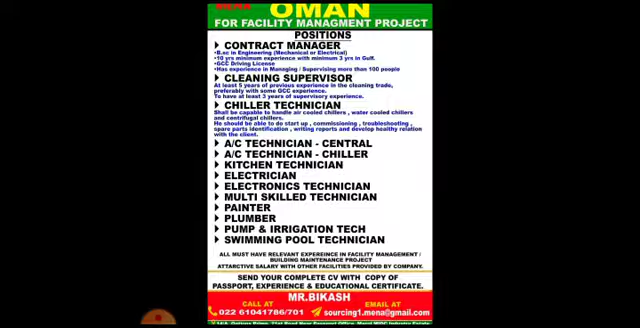 MENA
OMAN
FOR FACILITY MANAGMENT PROJECT
POSITIONS
CONTRACT MANAGER
•B.sc in Engineering (Mechanical or Electrical)
•10 yrs minimum experience with minimum 3 yrs in Gulf.
•GCC Driving License
•Has experience in Managing / Supervising more than 100 people
CLEANING SUPERVISOR
At least 5 years of previous experience in the cleaning trade,
preferably with some GCC experience.
To have at least 3 years of supervisory experience.
CHILLER TECHNICIAN
Shall be capable to handle air cooled chillers , water cooled chillers
and centrifugal chillers.
He should be able to do start up , commissioning , troubleshooting ,
spare parts identification , writing reports and develop healthy relation
with the client.
A/C TECHNICIAN - CENTRAL
A/C TECHNICIAN - CHILLER
KITCHEN TECHNICIAN
ELECTRICIAN
ELECTRONICS TECHNICIAN
MULTI SKILLED TECHNICIAN
PAINTER
PLUMBER
PUMP & IRRIGATION TECH
SWIMMING POOL TECHNICIAN
ALL MUST HAVE RELEVANT EXPEREINCE IN FACILITY MANAGEMENT /
BUILDING MAINTENANCE PROJECT
ATTARCTIVE SALARY WITH OTHER FACILITIES PROVIDED BY COMPANY.
SEND YOUR COMPLETE CV WITH COPY OF
PASSPORT, EXPERIENCE & EDUCATIONAL CERTIFICATE.
MR.BIKASH
CALL AT
022 61041786/701
EMAIL AT
sourcing1.mena@gmail.com